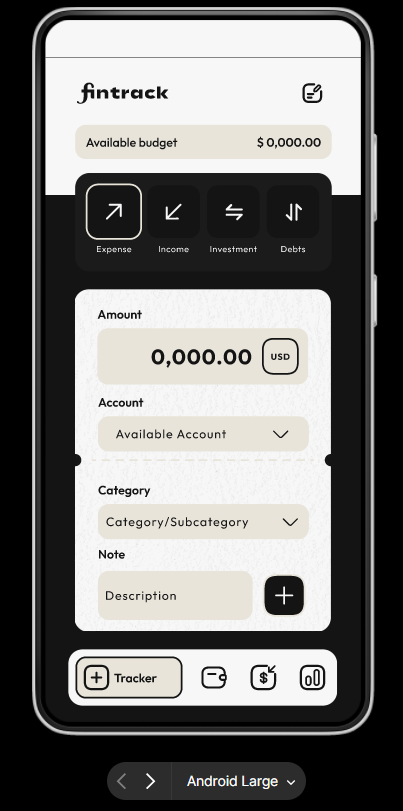 fintrack
Available budget $ 0,000.00
Expense Income Investment Debts
Amount
0,000.00 USD
Account
Available Account
Category
Category/Subcategory
Note
Description
Tracker
Android Large